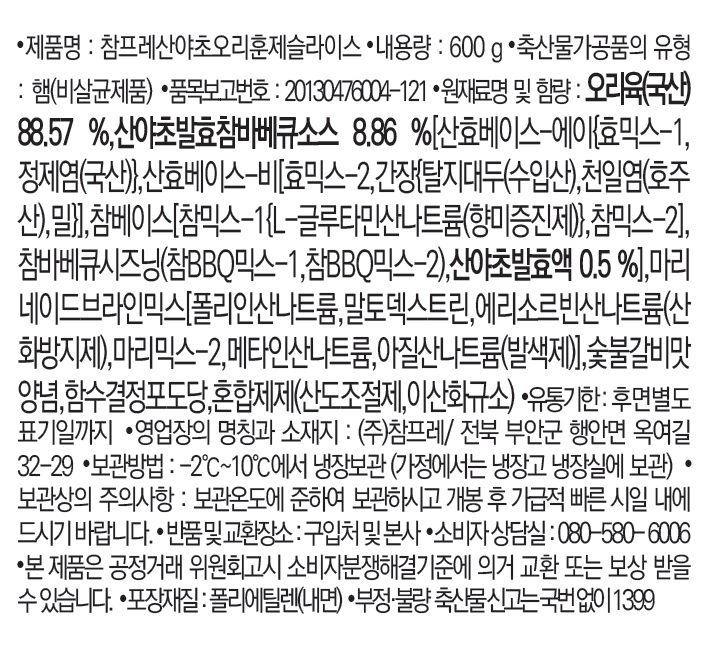 •제품명 : 참프레산야초오리훈제슬라이스 •내용량 : 600 g •축산물가공품의 유형
: 햄(비살균제품) •품목보고번호 : 20130476004-121 •원재료명 및 함량 : 오리육(국산)
88.57 %,산야초발효참바베큐소스 8.86 %[산효베이스-에이{효믹스-1,
정제염(국산)},산효베이스-비[효믹스-2,간장{탈지대두(수입산),천일염(호주
산),밀}],참베이스[참믹스-1{L-글루타민산나트륨(향미증진제)},참믹스-2],
참바베큐시즈닝(참BBQ믹스-1,참BBQ믹스-2),산야초발효액 0.5 %],마리
네이드브라인믹스[폴리인산나트륨,말토덱스트린,에리소르빈산나트륨(산
화방지제),마리믹스-2,메타인산나트륨,아질산나트륨(발색제)],숯불갈비맛
양념,함수결정포도당,혼합제제(산도조절제,이산화규소) •유통기한 : 후면별도
표기일까지 •영업장의 명칭과 소재지 : (주)참프레/ 전북 부안군 행안면 옥여길
32-29 •보관방법 : -2℃~10℃에서 냉장보관 (가정에서는 냉장고 냉장실에 보관) •
보관상의 주의사항 : 보관온도에 준하여 보관하시고 개봉 후 가급적 빠른 시일 내에
드시기 바랍니다. • 반품 및 교환장소 : 구입처 및 본사 •소비자 상담실 : 080-580-6006
•본 제품은 공정거래 위원회고시 소비자분쟁해결기준에 의거 교환 또는 보상 받을
수 있습니다. •포장재질 : 폴리에틸렌(내면) •부정·불량 축산물 신고는 국번 없이 1399